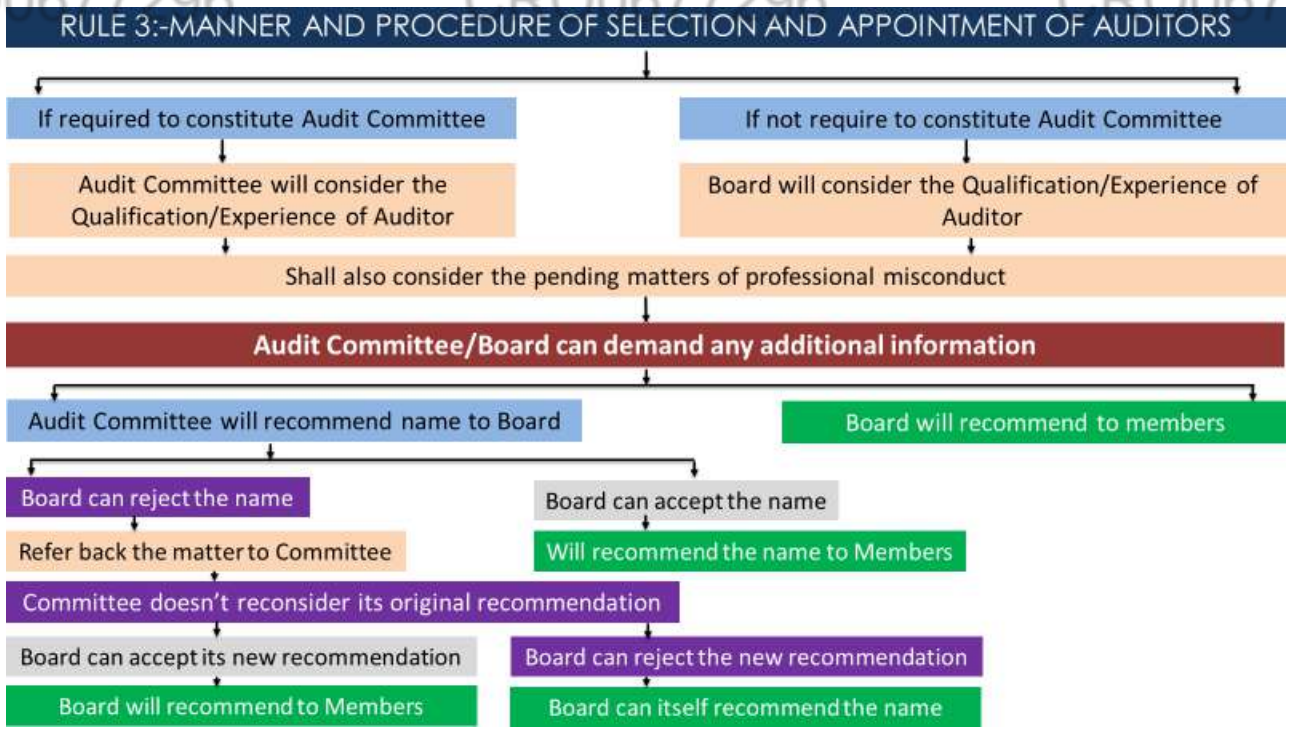 RULE 3:-MANNER AND PROCEDURE OF SELECTION AND APPOINTMENT OF AUDITORS
If required to constitute Audit Committee
If not require to constitute Audit Committee
Audit Committee will consider the
Qualification/Experience of Auditor
Board will consider the Qualification/Experience of
Auditor
Shall also consider the pending matters of professional misconduct
Audit Committee/Board can demand any additional information
Audit Committee will recommend name to Board
Board will recommend to members
Board can reject the name
Board can accept the name
Refer back the matter to Committee
Will recommend the name to Members
Committee doesn't reconsider its original recommendation
Board can accept its new recommendation
Board can reject the new recommendation
Board will recommend to Members
Board can itself recommend the name